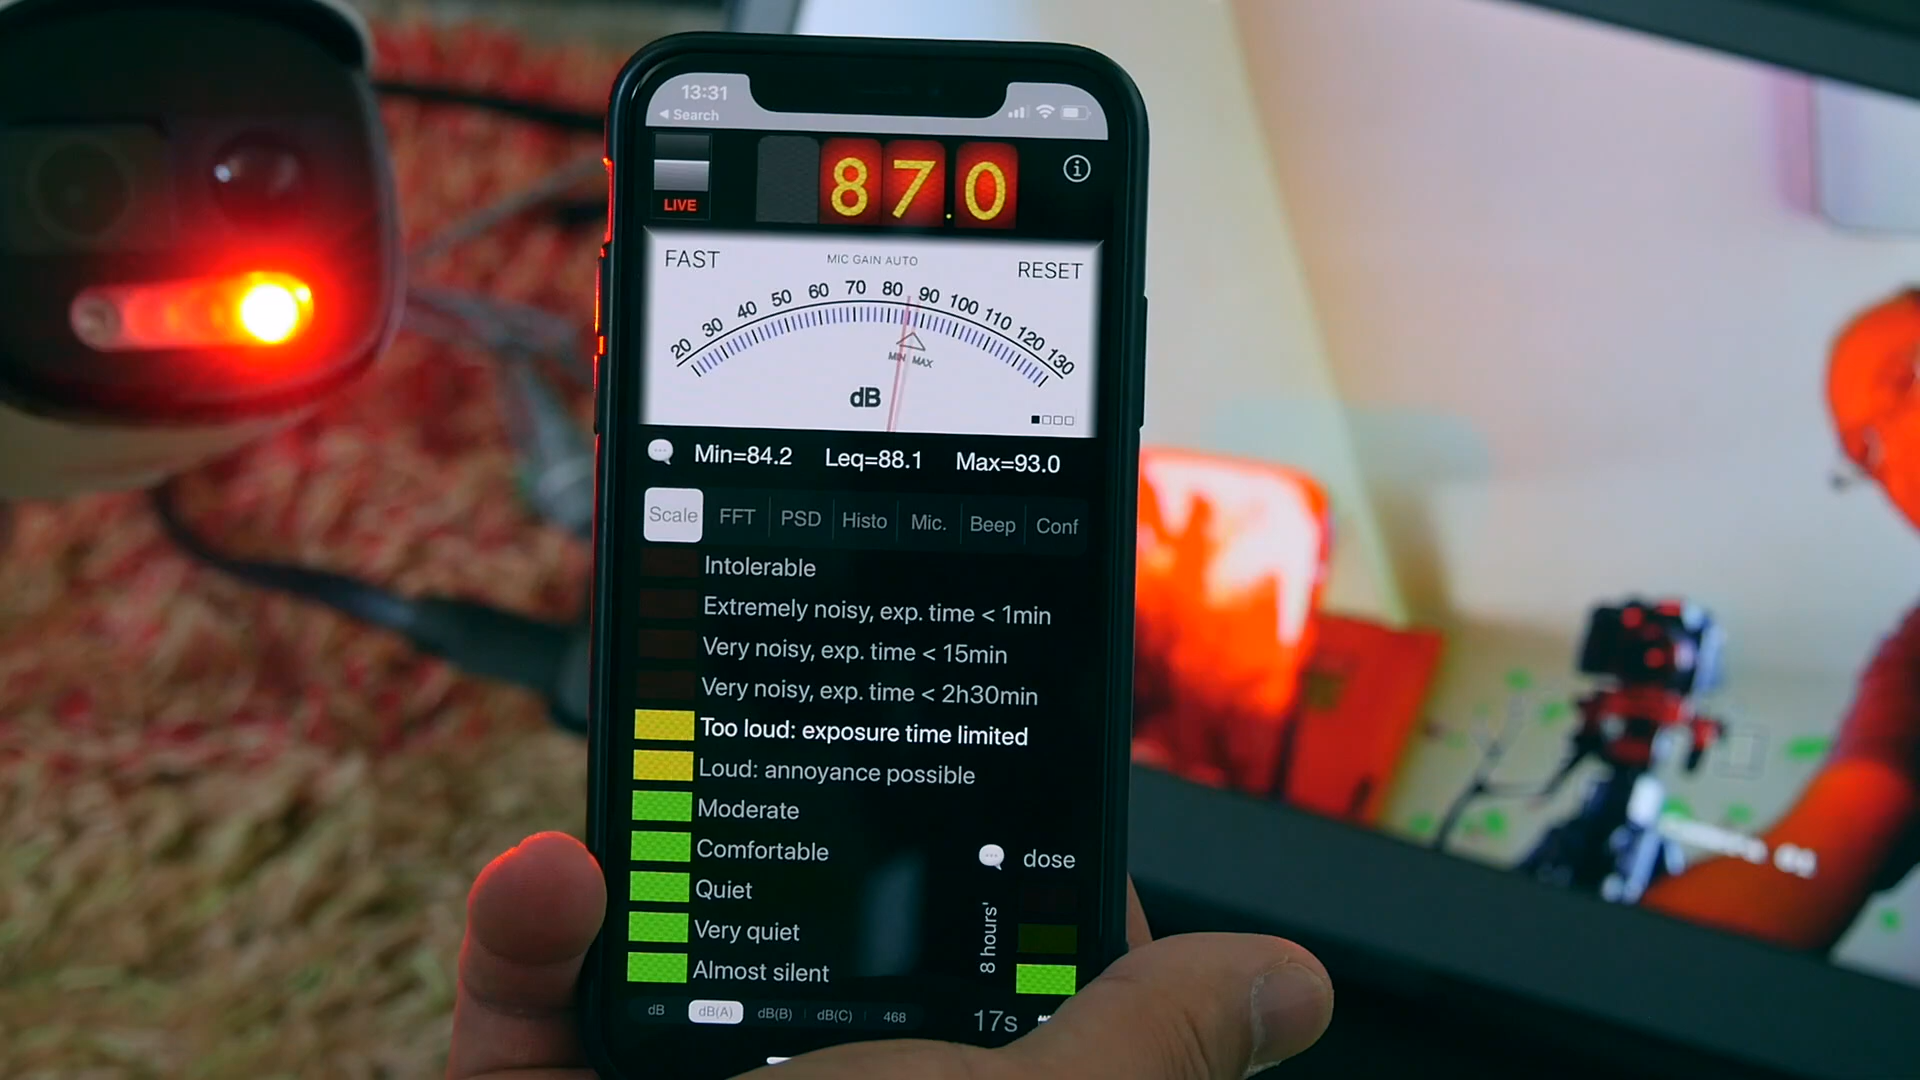 13:31
◀ Search
LIVE
87.0
FAST
MIC GAIN AUTO
RESET
20 30 40 50 60 70 80 90 100 110 120 130
MIN MAX
dB
Min=84.2 Leq=88.1 Max=93.0
Scale FFT PSD Histo Mic. Beep Conf
Intolerable
Extremely noisy, exp. time < 1min
Very noisy, exp. time < 15min
Very noisy, exp. time < 2h30min
Too loud: exposure time limited
Loud: annoyance possible
Moderate
Comfortable
Quiet
Very quiet
Almost silent
dose
8 hours'
dB dB(A) dB(B) dB(C) 468
17s